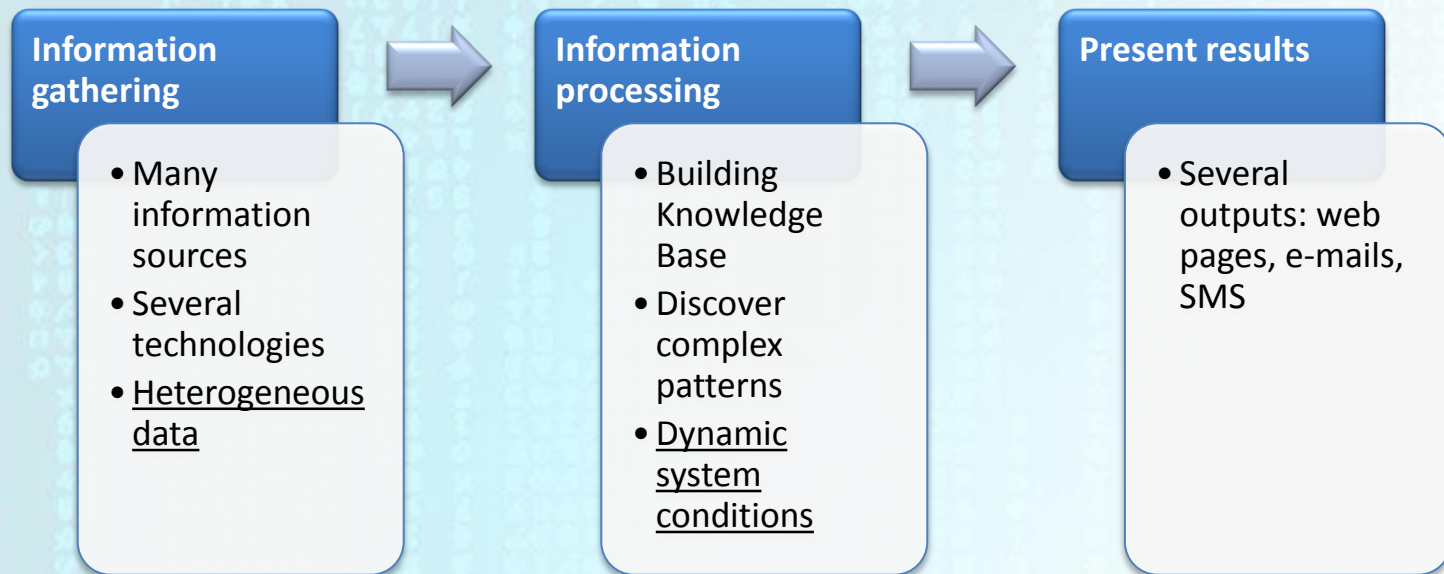 Information
gathering
• Many
information
sources
• Several
technologies
• Heterogeneous
data
Information
processing
• Building
Knowledge
Base
• Discover
complex
patterns
• Dynamic
system
conditions
Present results
• Several
outputs: web
pages, e-mails,
SMS